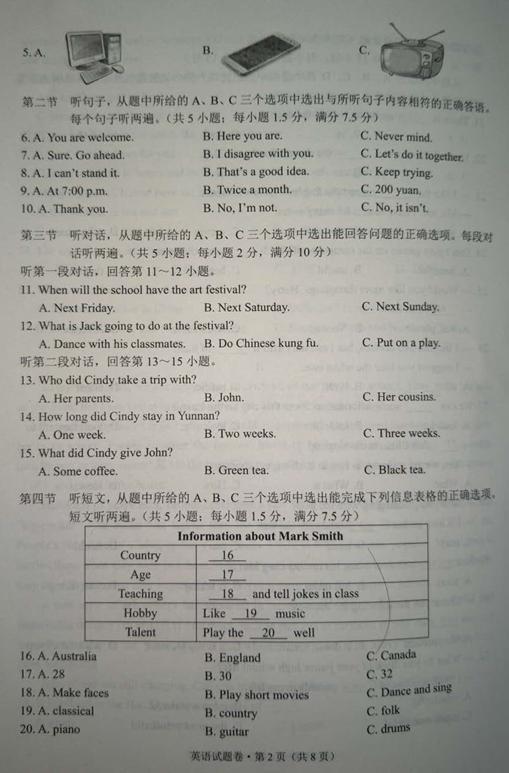 5. A. B. C.
第二节 听句子，从题中所给的 A、B、C 三个选项中选出与所听句子内容相符的正确答语。
每个句子听两遍。（共 5 小题；每小题 1.5 分，满分 7.5 分）
6. A. You are welcome. B. Here you are. C. Never mind.
7. A. Sure. Go ahead. B. I disagree with you. C. Let's do it together.
8. A. I can't stand it. B. That's a good idea. C. Keep trying.
9. A. At 7:00 p.m. B. Twice a month. C. 200 yuan.
10. A. Thank you. B. No, I'm not. C. No, it isn't.
第三节 听对话，从题中所给的 A、B、C 三个选项中选出能回答问题的正确选项。每段对
话听两遍。（共 5 小题；每小题 2 分，满分 10 分）
听第一段对话，回答第 11～12 小题。
11. When will the school have the art festival?
A. Next Friday. B. Next Saturday. C. Next Sunday.
12. What is Jack going to do at the festival?
A. Dance with his classmates. B. Do Chinese kung fu. C. Put on a play.
听第二段对话，回答第 13～15 小题。
13. Who did Cindy take a trip with?
A. Her parents. B. John. C. Her cousins.
14. How long did Cindy stay in Yunnan?
A. One week. B. Two weeks. C. Three weeks.
15. What did Cindy give John?
A. Some coffee. B. Green tea. C. Black tea.
第四节 听短文，从题中所给的 A、B、C 三个选项中选出能完成下列信息表格的正确选项，
短文听两遍。（共 5 小题；每小题 1.5 分，满分 7.5 分）
Information about Mark Smith
Country 16
Age 17
Teaching 18 and tell jokes in class
Hobby Like 19 music
Talent Play the 20 well
16. A. Australia B. England C. Canada
17. A. 28 B. 30 C. 32
18. A. Make faces B. Play short movies C. Dance and sing
19. A. classical B. country C. folk
20. A. piano B. guitar C. drums
英语试题卷·第 2 页（共 8 页）